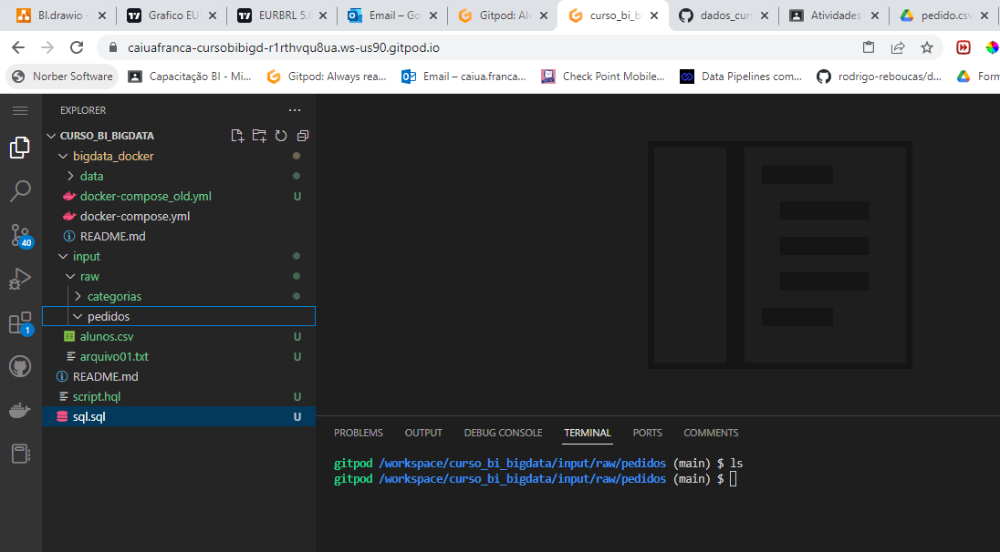 BI.drawio -
Grafico EU
EURBRL 5.
Email – Go
Gitpod: Al
curso_bi_b
dados_cur
Atividades
pedido.csv
caiuafranca-cursobibigd-r1rthvqu8ua.ws-us90.gitpod.io
Norber Software
Capacitação BI - Mi...
Gitpod: Always rea...
Email – caiua.franca...
Check Point Mobile...
Data Pipelines com...
rodrigo-reboucas/d...
Form
EXPLORER
CURSO_BI_BIGDATA
bigdata_docker
data
docker-compose_old.yml U
docker-compose.yml
README.md
input
raw
categorias
pedidos
alunos.csv U
arquivo01.txt U
README.md
script.hql U
sql.sql U
40
1
PROBLEMS OUTPUT DEBUG CONSOLE TERMINAL PORTS COMMENTS
gitpod /workspace/curso_bi_bigdata/input/raw/pedidos (main) $ ls
gitpod /workspace/curso_bi_bigdata/input/raw/pedidos (main) $